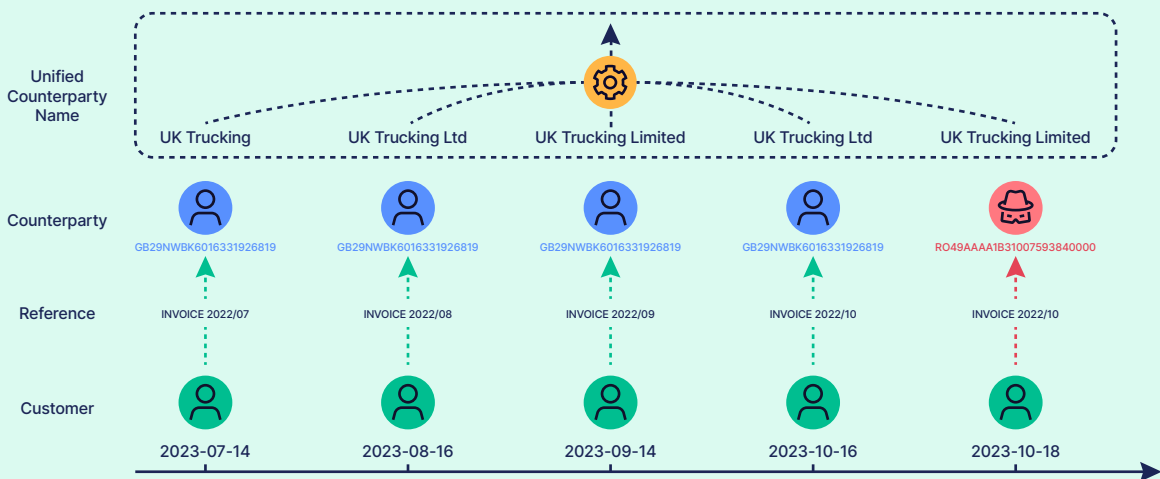 Unified
Counterparty
Name
UK Trucking
UK Trucking Ltd
UK Trucking Limited
UK Trucking Ltd
UK Trucking Limited
Counterparty
GB29NWBK6016331926819
GB29NWBK6016331926819
GB29NWBK6016331926819
GB29NWBK6016331926819
RO49AAAA1B31007593840000
Reference
INVOICE 2022/07
INVOICE 2022/08
INVOICE 2022/09
INVOICE 2022/10
INVOICE 2022/10
Customer
2023-07-14
2023-08-16
2023-09-14
2023-10-16
2023-10-18